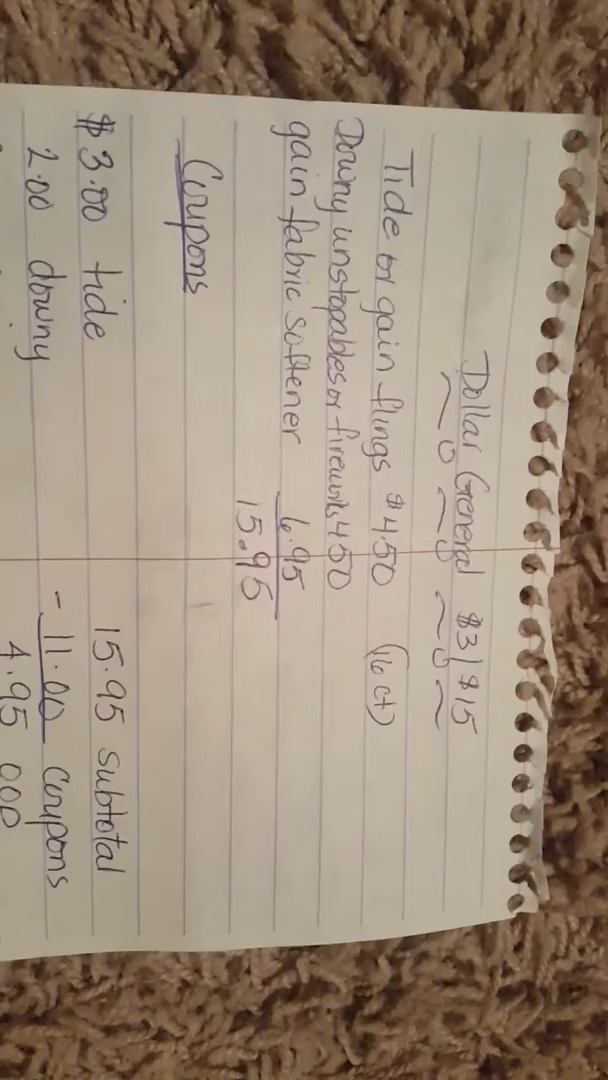 Dollar General $3/$15
Tide or gain flings $4.50 (16 ct)
Downy unstopables or fireworks 4.50
gain fabric softener 6.95
15.95
Coupons
$3.00 tide
2.00 downy
15.95 subtotal
- 11.00 coupons
4.95 OOP